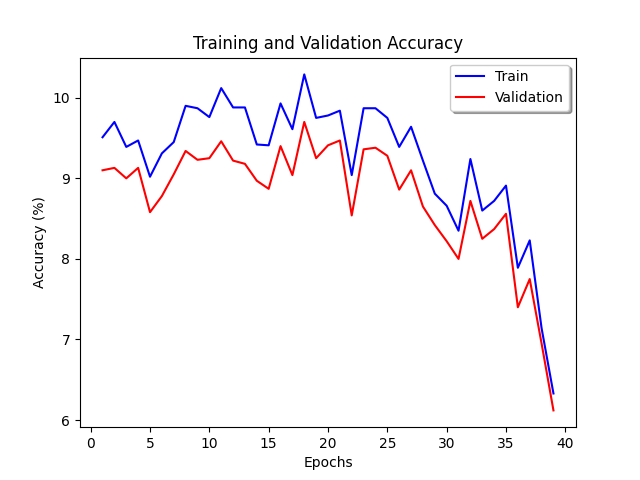 Training and Validation Accuracy
Train
Validation
Accuracy (%)
10
9
8
7
6
0 5 10 15 20 25 30 35 40
Epochs